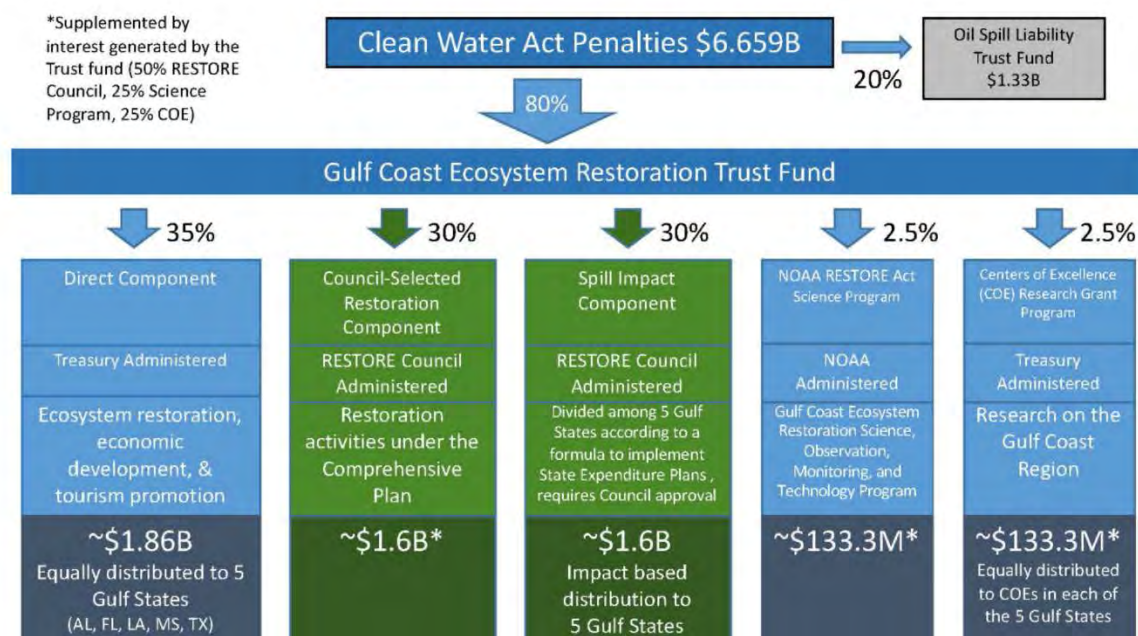 *Supplemented by
interest generated by the
Trust fund (50% RESTORE
Council, 25% Science
Program, 25% COE)
Clean Water Act Penalties $6.659B
20%
Oil Spill Liability
Trust Fund
$1.33B
80%
Gulf Coast Ecosystem Restoration Trust Fund
35%
30%
30%
2.5%
2.5%
Direct Component
Treasury Administered
Ecosystem restoration,
economic
development, &
tourism promotion
~$1.86B
Equally distributed to 5
Gulf States
(AL, FL, LA, MS, TX)
Council-Selected
Restoration
Component
RESTORE Council
Administered
Restoration
activities under the
Comprehensive
Plan
~$1.6B*
Spill Impact
Component
RESTORE Council
Administered
Divided among 5 Gulf
States according to a
formula to implement
State Expenditure Plans ,
requires Council approval
~$1.6B
Impact based
distribution to
5 Gulf States
NOAA RESTORE Act
Science Program
NOAA
Administered
Gulf Coast Ecosystem
Restoration Science,
Observation,
Monitoring, and
Technology Program
~$133.3M*
Centers of Excellence
(COE) Research Grant
Program
Treasury
Administered
Research on the
Gulf Coast
Region
~$133.3M*
Equally distributed
to COEs in each of
the 5 Gulf States